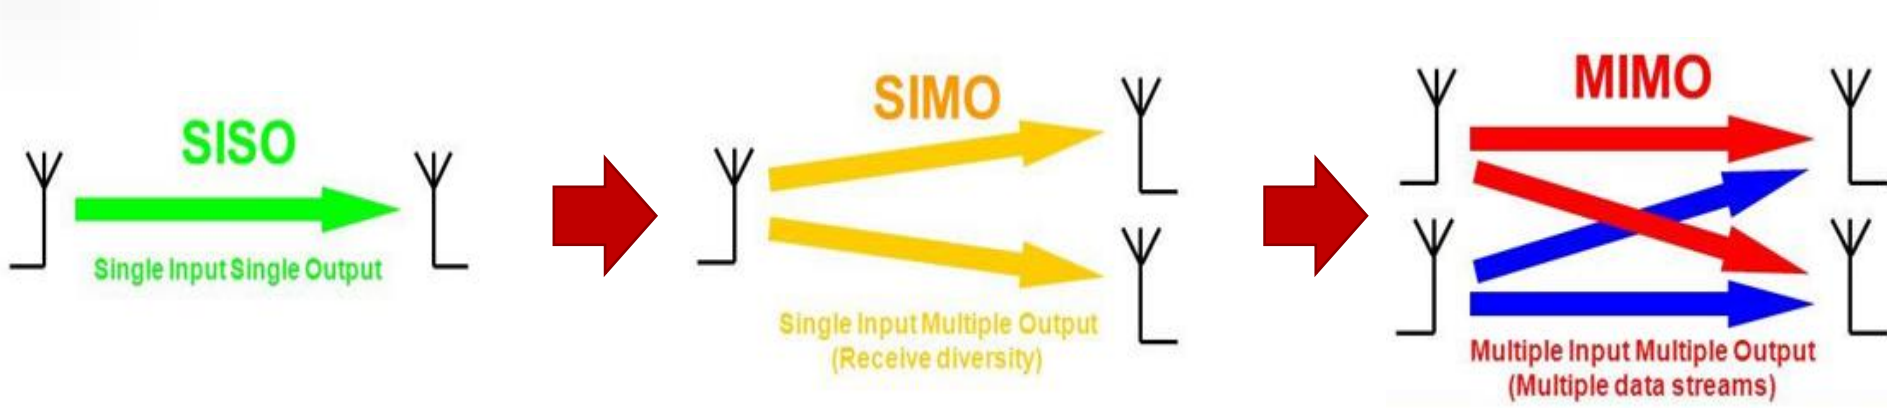 SISO
Single Input Single Output
SIMO
Single Input Multiple Output
(Receive diversity)
MIMO
Multiple Input Multiple Output
(Multiple data streams)